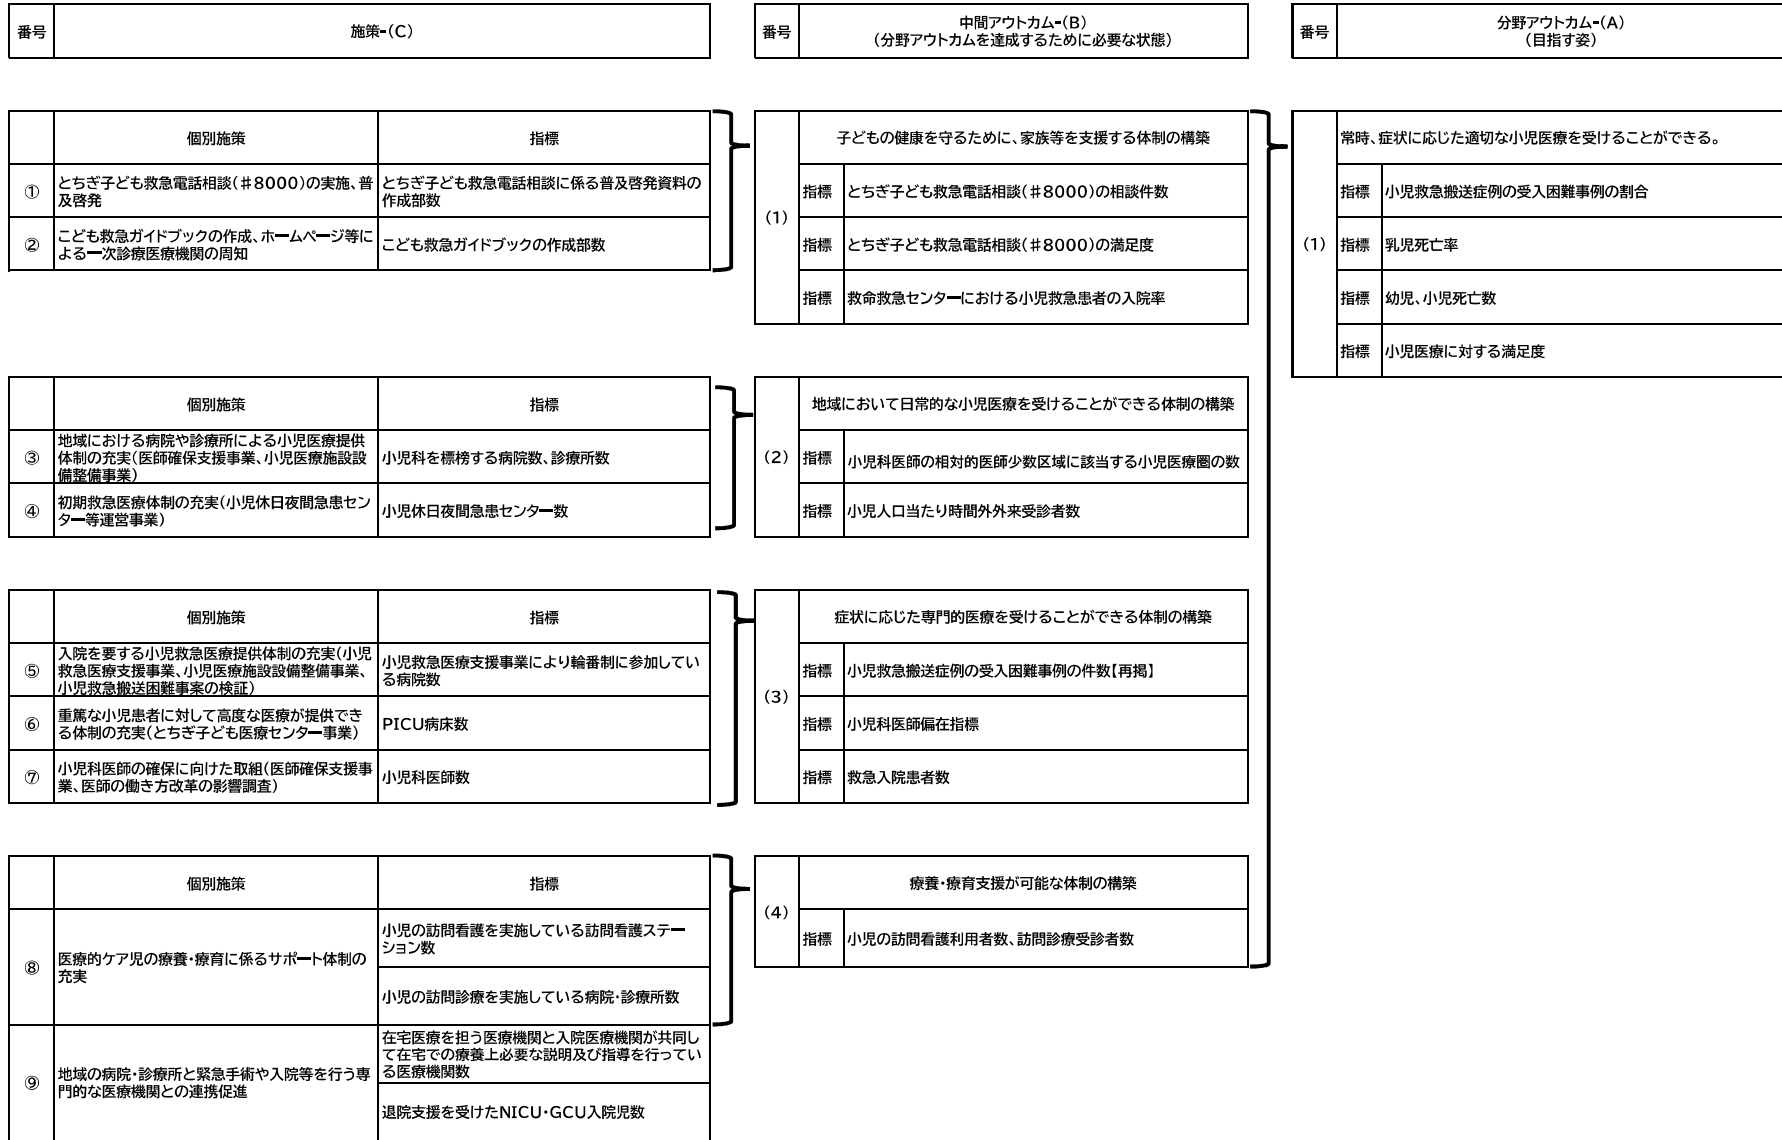 番号
施策-(C)
番号
中間アウトカム-(B)
(分野アウトカムを達成するために必要な状態)
番号
分野アウトカム-(A)
(目指す姿)
個別施策
指標
①
とちぎ子ども救急電話相談(♯8000)の実施、普
及啓発
とちぎ子ども救急電話相談に係る普及啓発資料の
作成部数
②
こども救急ガイドブックの作成、ホームページ等に
よる一次診療医療機関の周知
こども救急ガイドブックの作成部数
(1)
子どもの健康を守るために、家族等を支援する体制の構築
指標
とちぎ子ども救急電話相談(♯8000)の相談件数
指標
とちぎ子ども救急電話相談(♯8000)の満足度
指標
救命救急センターにおける小児救急患者の入院率
(1)
常時、症状に応じた適切な小児医療を受けることができる。
指標
小児救急搬送症例の受入困難事例の割合
指標
乳児死亡率
指標
幼児、小児死亡数
指標
小児医療に対する満足度
個別施策
指標
③
地域における病院や診療所による小児医療提供
体制の充実(医師確保支援事業、小児医療施設設
備整備事業)
小児科を標榜する病院数、診療所数
④
初期救急医療体制の充実(小児休日夜間急患セン
ター等運営事業)
小児休日夜間急患センター数
(2)
地域において日常的な小児医療を受けることができる体制の構築
指標
小児科医師の相対的医師少数区域に該当する小児医療圏の数
指標
小児人口当たり時間外外来受診者数
個別施策
指標
⑤
入院を要する小児救急医療提供体制の充実(小児
救急医療支援事業、小児医療施設設備整備事業、
小児救急搬送困難事案の検証)
小児救急医療支援事業により輪番制に参加してい
る病院数
⑥
重篤な小児患者に対して高度な医療が提供でき
る体制の充実(とちぎ子ども医療センター事業)
PICU病床数
⑦
小児科医師の確保に向けた取組(医師確保支援事
業、医師の働き方改革の影響調査)
小児科医師数
(3)
症状に応じた専門的医療を受けることができる体制の構築
指標
小児救急搬送症例の受入困難事例の件数【再掲】
指標
小児科医師偏在指標
指標
救急入院患者数
個別施策
指標
⑧
医療的ケア児の療養・療育に係るサポート体制の
充実
小児の訪問看護を実施している訪問看護ステー
ション数
小児の訪問診療を実施している病院・診療所数
⑨
地域の病院・診療所と緊急手術や入院等を行う専
門的な医療機関との連携促進
在宅医療を担う医療機関と入院医療機関が共同し
て在宅での療養上必要な説明及び指導を行ってい
る医療機関数
退院支援を受けたNICU・GCU入院児数
(4)
療養・療育支援が可能な体制の構築
指標
小児の訪問看護利用者数、訪問診療受診者数